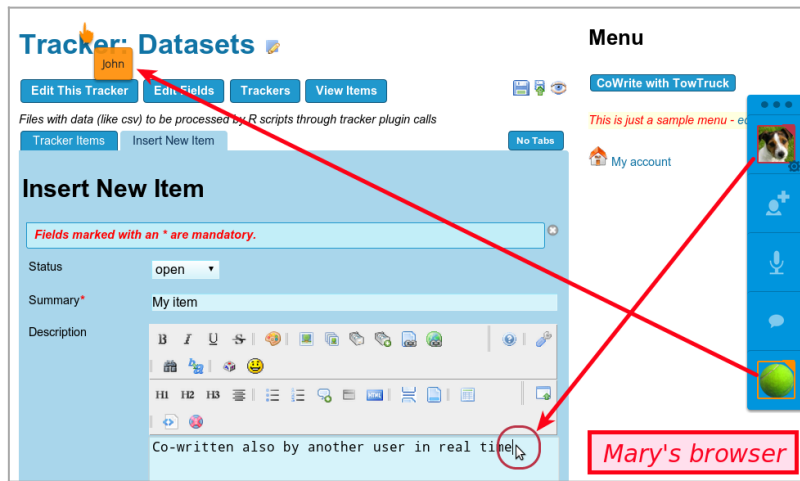 Tracker: Datasets
John
Edit This Tracker
Edit Fields
Trackers
View Items
Files with data (like csv) to be processed by R scripts through tracker plugin calls
Tracker Items
Insert New Item
No Tabs
Insert New Item
Fields marked with an * are mandatory.
Status
open
Summary*
My item
Description
B I U S
H1 H2 H3
HTML
Co-written also by another user in real time
Menu
CoWrite with TowTruck
This is just a sample menu -
My account
Mary's browser